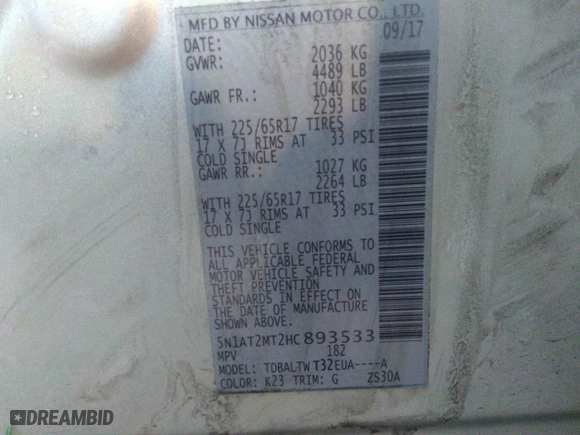 MFD BY NISSAN MOTOR CO., LTD.
DATE: 09/17
GVWR: 2036 KG
4489 LB
GAWR FR.: 1040 KG
2293 LB
WITH 225/65R17 TIRES
17 X 7J RIMS AT 33 PSI
COLD SINGLE
GAWR RR.: 1027 KG
2264 LB
WITH 225/65R17 TIRES
17 X 7J RIMS AT 33 PSI
COLD SINGLE
THIS VEHICLE CONFORMS TO
ALL APPLICABLE FEDERAL
MOTOR VEHICLE SAFETY AND
THEFT PREVENTION
STANDARDS IN EFFECT ON
THE DATE OF MANUFACTURE
SHOWN ABOVE.
5N1AT2MT2HC893533
MPV 182
MODEL: TDBALTW T32EUA----A
COLOR: K23 TRIM: G ZS30A
DREAMBID